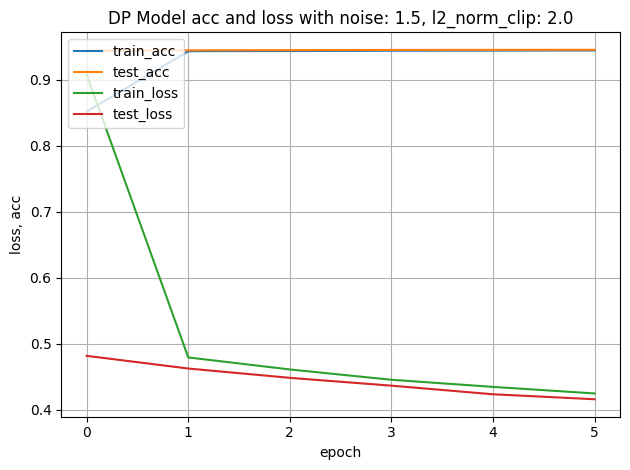 DP Model acc and loss with noise: 1.5, l2_norm_clip: 2.0
train_acc
test_acc
train_loss
test_loss
loss, acc
0.9
0.8
0.7
0.6
0.5
0.4
0 1 2 3 4 5
epoch